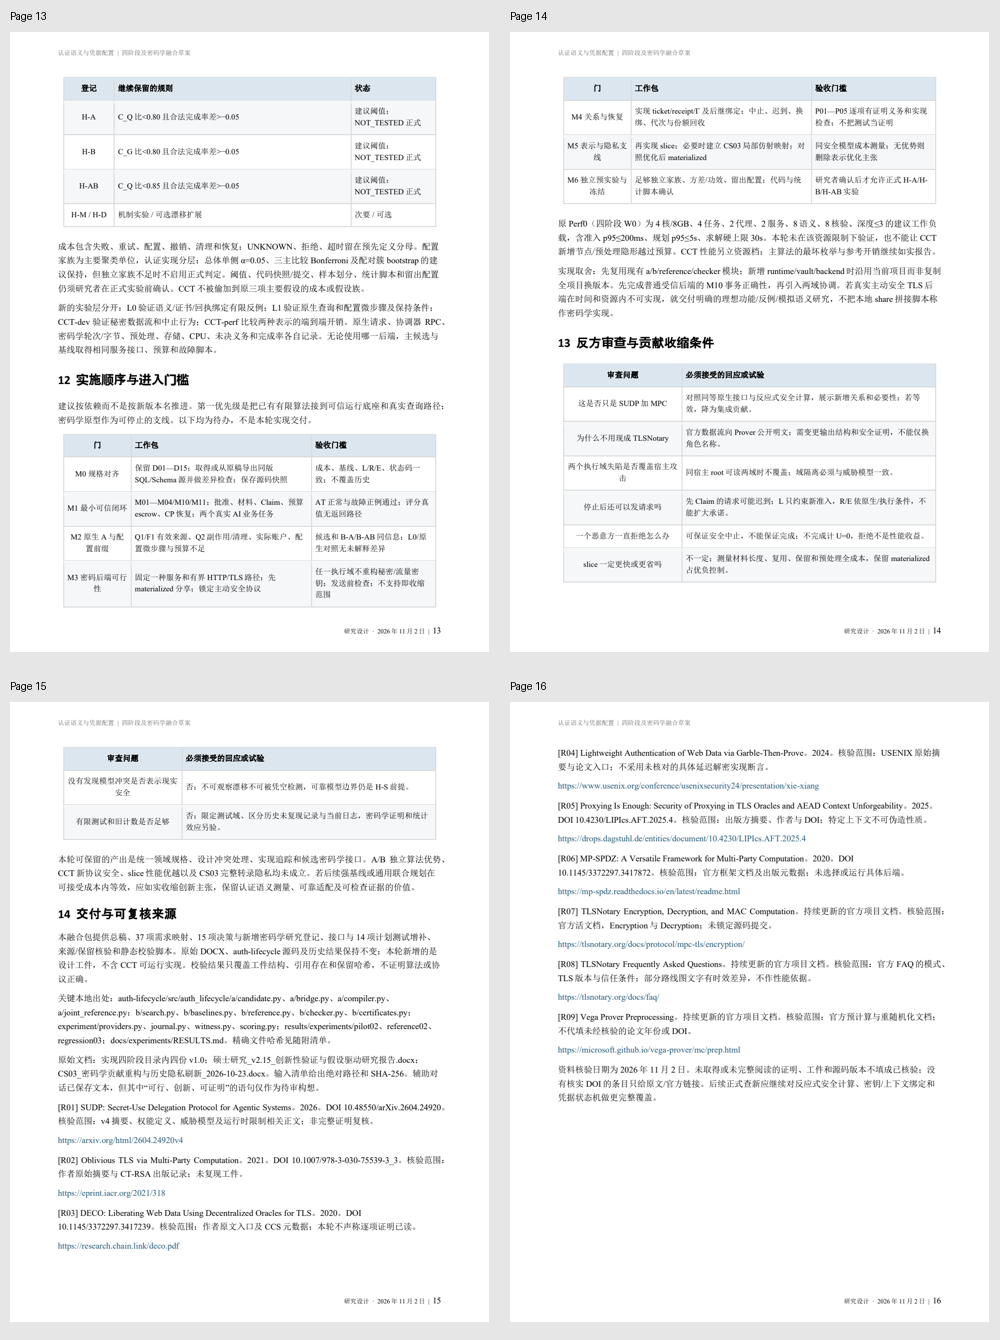 Page 13
认证语义与凭据配置 | 四阶段及密码学融合草案
登记 继续保留的规则 状态
H-A C_Q 比<0.80 且合法完成率差>−0.05 建议阈值;
NOT_TESTED 正式
H-B C_G 比<0.80 且合法完成率差>−0.05 建议阈值;
NOT_TESTED 正式
H-AB C_Q 比<0.85 且合法完成率差>−0.05 建议阈值;
NOT_TESTED 正式
H-M / H-D 机制实验 / 可选漂移扩展 次要 / 可选
成本包含失败、重试、配置、撤销、清理和恢复;UNKNOWN、拒绝、超时留在预先定义分母。配置
家族为主要聚类单位,认证实现分层;总体单侧 α=0.05、三主比较 Bonferroni 及配对簇 bootstrap 的建
议保持,但独立家族不足时不启用正式判定。阈值、代码快照/提交、样本划分、统计脚本和留出配置
仍须研究者在正式实验前确认。CCT 不被偷加到原三项主要假设的成本或假设族。
新的实验层分开:L0 验证语义/证书/回执绑定有限反例;L1 验证原生查询和配置微步骤及保持条件;
CCT-dev 验证秘密数据流和中止行为;CCT-perf 比较两种表示的端到端开销。原生请求、协调器 RPC、
密码学轮次/字节、预处理、存储、CPU、未决义务和完成率各自记录。无论使用哪一后端,主候选与
基线取得相同服务接口、预算和故障脚本。
12 实施顺序与进入门槛
建议按依赖而不是按新版本名推进。第一优先级是把已有有限算法接到可信运行底座和真实查询路径;
密码学原型作为可停止的支线。以下均为待办,不是本轮实现交付。
门 工作包 验收门槛
M0 规格对齐 保留 D01—D15;取得或从原稿导出同版
SQL/Schema 源并做差异检查;保存源码快照 成本、基线、L/R/E、状态码一
致;不覆盖历史
M1 最小可信闭环 M01—M04/M10/M11;批准、材料、Claim、预算
escrow、CP 恢复;两个真实 AI 业务任务 AT 正常与故障正例通过;评分真
值无返回路径
M2 原生 A 与配
置前缀 Q1/F1 有效来源、Q2 副作用/清理、实际账户、配
置微步骤与预算不足 候选和 B-A/B-AB 同信息;L0/原
生对照无未解释差异
M3 密码后端可行
性 固定一种服务和有界 HTTP/TLS 路径;先
materialized 分享;锁定主动安全协议 任一执行域不重构秘密/流量密
钥;发送前检查;不支持即收缩
范围
研究设计 · 2026 年 11 月 2 日 | 13
Page 14
认证语义与凭据配置 | 四阶段及密码学融合草案
门 工作包 验收门槛
M4 关系与恢复 实现 ticket/receipt/Γ 及后继绑定;中止、迟到、换
绑、代次与份额回收 P01—P05 逐项有证明义务和实现
检查;不把测试当证明
M5 表示与隐私支
线 再实现 slice;必要时建立 CS03 局部仿射映射;对
照优化后 materialized 同安全模型成本测量;无优势则
删除表示优化主张
M6 独立预实验与
冻结 足够独立家族、方差/功效、留出配置;代码与统
计脚本确认 研究者确认后才允许正式 H-A/H-
B/H-AB 实验
原 Perf0(四阶段 W0)为 4 核/8GB、4 任务、2 代理、2 服务、8 语义、8 核验、深度≤3 的建议工作负
载,含准入 p95≤200ms、规划 p95≤5s、求解硬上限 30s。本轮未在该资源限制下验证,也不能让 CCT
新增节点/预处理隐形越过预算。CCT 性能另立资源档;主算法的最坏枚举与参考开销继续如实报告。
实现取舍:先复用现有 a/b/reference/checker 模块;新增 runtime/vault/backend 时沿用当前项目而非复制
全项目换版本。先完成普通受信后端的 M10 事务正确性,再引入两域协调。若真实主动安全 TLS 后
端在时间和资源内不可实现,就交付明确的理想功能/反例/模拟语义研究,不把本地 share 拼接脚本称
作密码学实现。
13 反方审查与贡献收缩条件
审查问题 必须接受的回应或试验
这是否只是 SUDP 加 MPC 对照同等原生接口与反应式安全计算,展示新增关系和必要性;若等
效,降为集成贡献。
为什么不用现成 TLSNotary 官方数据流向 Prover 公开明文;需变更输出结构和安全证明,不能仅换
角色名称。
两个执行域失陷是否覆盖宿主攻
击 同宿主 root 可读两域时不覆盖;域隔离必须与威胁模型一致。
停止后还可以发请求吗 先 Claim 的请求可能迟到;L 只约束新准入,R/E 依原生/执行条件,不
能扩大承诺。
一个恶意方一直拒绝怎么办 可保证安全中止,不能保证完成;不完成计 U=0,拒绝不是性能收益。
slice 一定更快或更省吗 不一定;测量材料长度、复用、保留和预处理全成本,保留 materialized
占优负控制。
研究设计 · 2026 年 11 月 2 日 | 14
Page 15
认证语义与凭据配置 | 四阶段及密码学融合草案
审查问题 必须接受的回应或试验
没有发现模型冲突是否表示现实
安全 否;不可观察漂移不可被凭空检测,可靠模型边界仍是 H-S 前提。
有限测试和旧计数是否足够 否;限定测试域、区分历史未复现记录与当前日志,密码学证明和统计
效应另验。
本轮可保留的产出是统一领域规格、设计冲突处理、实现追踪和候选密码学接口。A/B 独立算法优势、
CCT 新协议安全、slice 性能优越以及 CS03 完整转录隐私均未成立。若后续强基线或通用联合规划在
可接受成本内等效,应如实收缩创新主张,保留认证语义测量、可靠适配与可检查证据的价值。
14 交付与可复核来源
本融合包提供总稿、37 项需求映射、15 项决策与新增密码学研究登记、接口与 14 项计划测试增补、
来源/保留核验和静态校验脚本。原始 DOCX、auth-lifecycle 源码及历史结果保持不变;本轮新增的是
设计工件,不含 CCT 可运行实现。校验结果只覆盖工件结构、引用存在和保留哈希,不证明算法或协
议正确。
关键本地出处:auth-lifecycle/src/auth_lifecycle/a/candidate.py、a/bridge.py、a/compiler.py、
a/joint_reference.py;b/search.py、b/baselines.py、b/reference.py、b/checker.py、b/certificates.py;
experiment/providers.py、journal.py、witness.py、scoring.py;results/experiments/pilot02、reference02、
regression03;docs/experiments/RESULTS.md。精确文件哈希见随附清单。
原始文档:实现四阶段目录内四份 v1.0;硕士研究_v2.15_创新性验证与假设驱动研究报告.docx;
CS03_密码学贡献重构与历史隐私刷新_2026-10-23.docx。输入清单给出绝对路径和 SHA-256。辅助对
话已保存文本,但其中“可行、创新、可证明”的语句仅作为待审构想。
[R01] SUDP: Secret-Use Delegation Protocol for Agentic Systems。2026。DOI 10.48550/arXiv.2604.24920。
核验范围:v4 摘要、权能定义、威胁模型及运行时限制相关正文;非完整证明复核。
https://arxiv.org/html/2604.24920v4
[R02] Oblivious TLS via Multi-Party Computation。2021。DOI 10.1007/978-3-030-75539-3_3。核验范围:
作者原始摘要与 CT-RSA 出版记录;未复现工件。
https://eprint.iacr.org/2021/318
[R03] DECO: Liberating Web Data Using Decentralized Oracles for TLS。2020。DOI
10.1145/3372297.3417239。核验范围:作者原文入口及 CCS 元数据;本轮不声称逐项证明已读。
https://research.chain.link/deco.pdf
研究设计 · 2026 年 11 月 2 日 | 15
Page 16
认证语义与凭据配置 | 四阶段及密码学融合草案
[R04] Lightweight Authentication of Web Data via Garble-Then-Prove。2024。核验范围:USENIX 原始摘
要与论文入口;不采用未核对的具体延迟解密实现断言。
https://www.usenix.org/conference/usenixsecurity24/presentation/xie-xiang
[R05] Proxying Is Enough: Security of Proxying in TLS Oracles and AEAD Context Unforgeability。2025。
DOI 10.4230/LIPIcs.AFT.2025.4。核验范围:出版方摘要、作者与 DOI;特定上下文不可伪造性质。
https://drops.dagstuhl.de/entities/document/10.4230/LIPIcs.AFT.2025.4
[R06] MP-SPDZ: A Versatile Framework for Multi-Party Computation。2020。DOI
10.1145/3372297.3417872。核验范围:官方框架文档及出版元数据;未选择或运行具体后端。
https://mp-spdz.readthedocs.io/en/latest/readme.html
[R07] TLSNotary Encryption, Decryption, and MAC Computation。持续更新的官方项目文档。核验范围:
官方活文档,Encryption 与 Decryption;未锁定源码提交。
https://tlsnotary.org/docs/protocol/mpc-tls/encryption/
[R08] TLSNotary Frequently Asked Questions。持续更新的官方项目文档。核验范围:官方 FAQ 的模式、
TLS 版本与信任条件;部分路线图文字有时效差异,不作性能依据。
https://tlsnotary.org/docs/faq/
[R09] Vega Prover Preprocessing。持续更新的官方项目文档。核验范围:官方预计算与重随机化文档;
不代填未经核验的论文年份或 DOI。
https://microsoft.github.io/vega-prover/mc/prep.html
资料核验日期为 2026 年 11 月 2 日。未取得或未完整阅读的证明、工件和源码版本不填成已核验;没
有核实 DOI 的条目只给原文/官方链接。后续正式查新应继续对反应式安全计算、密钥/上下文绑定和
凭据状态机做更完整覆盖。
研究设计 · 2026 年 11 月 2 日 | 16